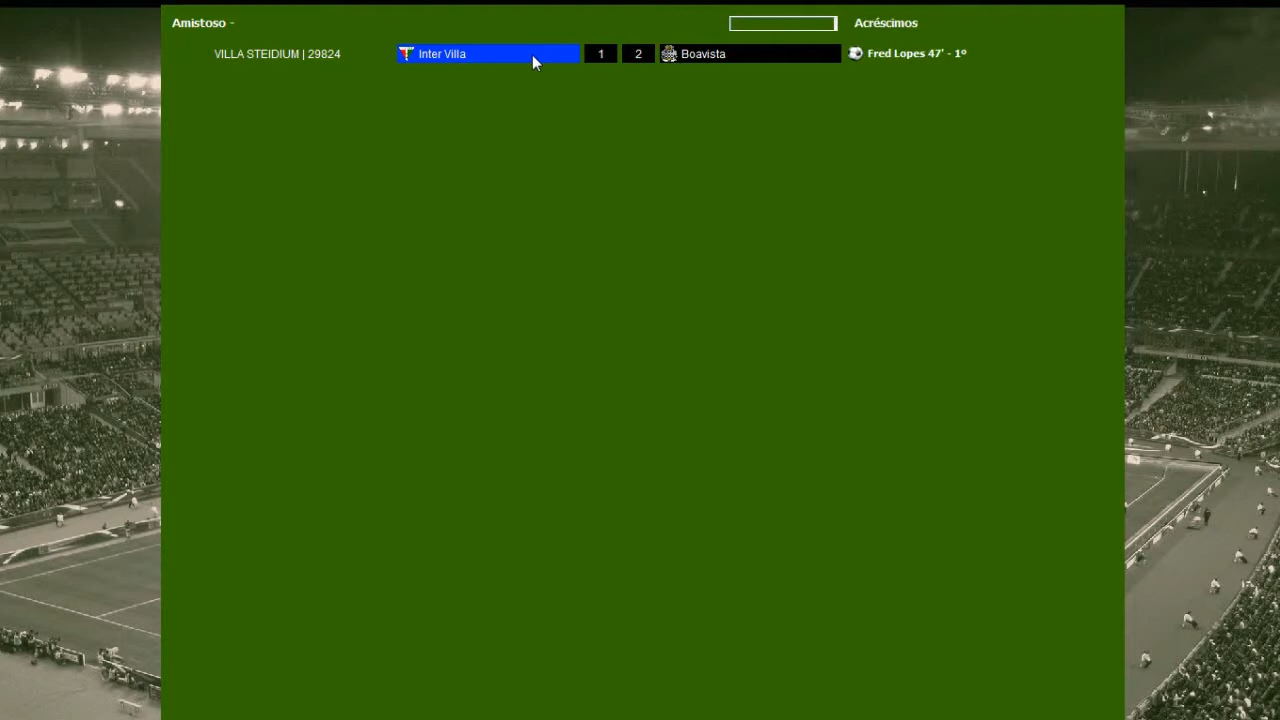 Amistoso - Acréscimos
VILLA STEIDIUM | 29824 Inter Villa 1 2 Boavista Fred Lopes 47' - 1º